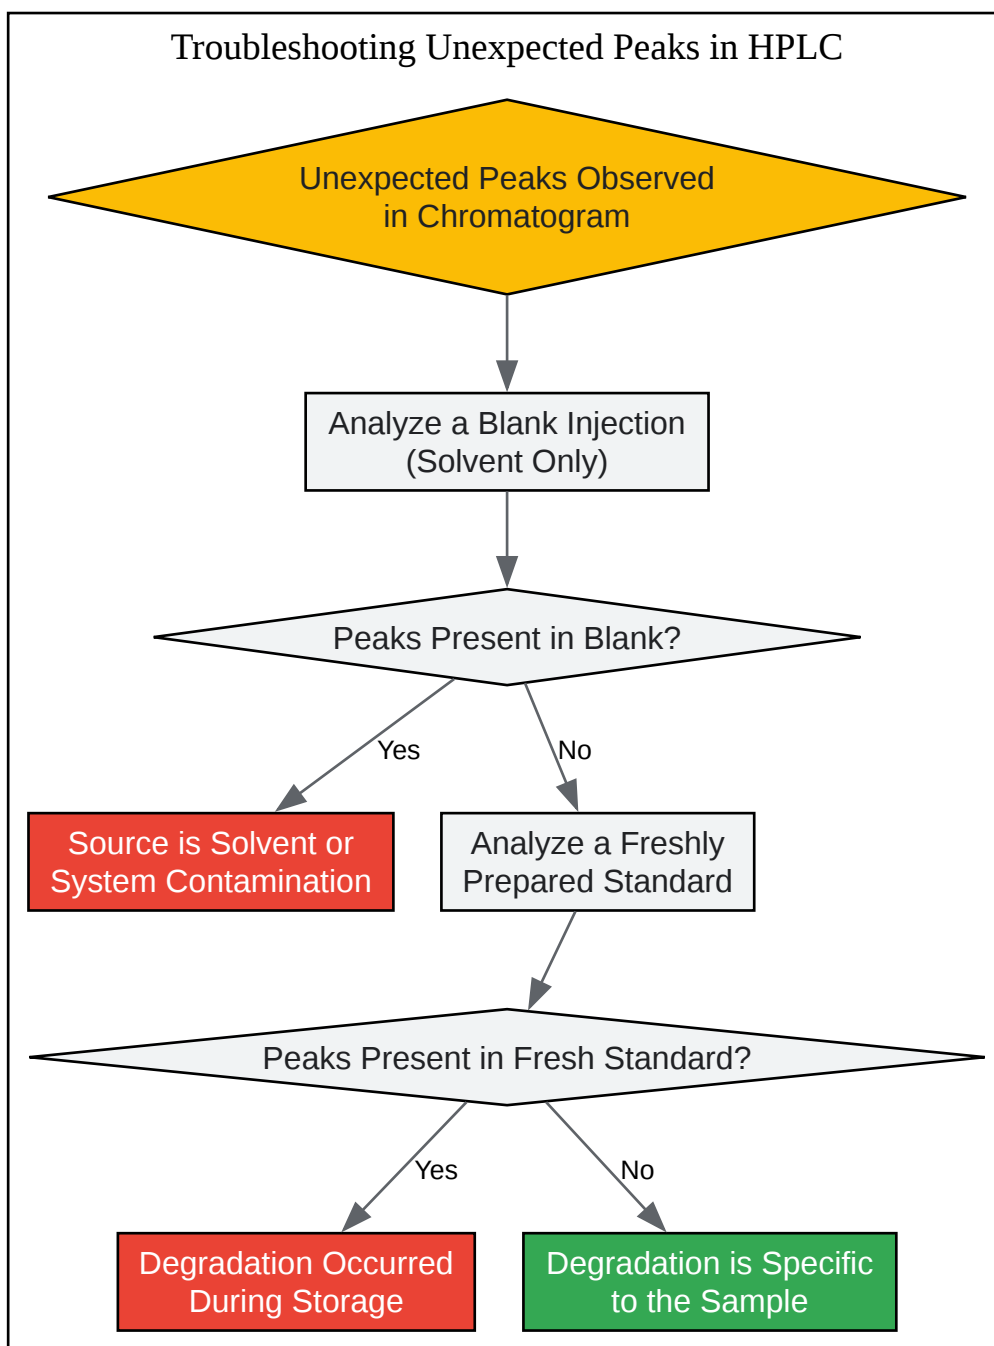 Troubleshooting Unexpected Peaks in HPLC
Unexpected Peaks Observed
in Chromatogram
Analyze a Blank Injection
(Solvent Only)
Peaks Present in Blank?
Yes
No
Source is Solvent or
System Contamination
Analyze a Freshly
Prepared Standard
Peaks Present in Fresh Standard?
Yes
No
Degradation Occurred
During Storage
Degradation is Specific
to the Sample